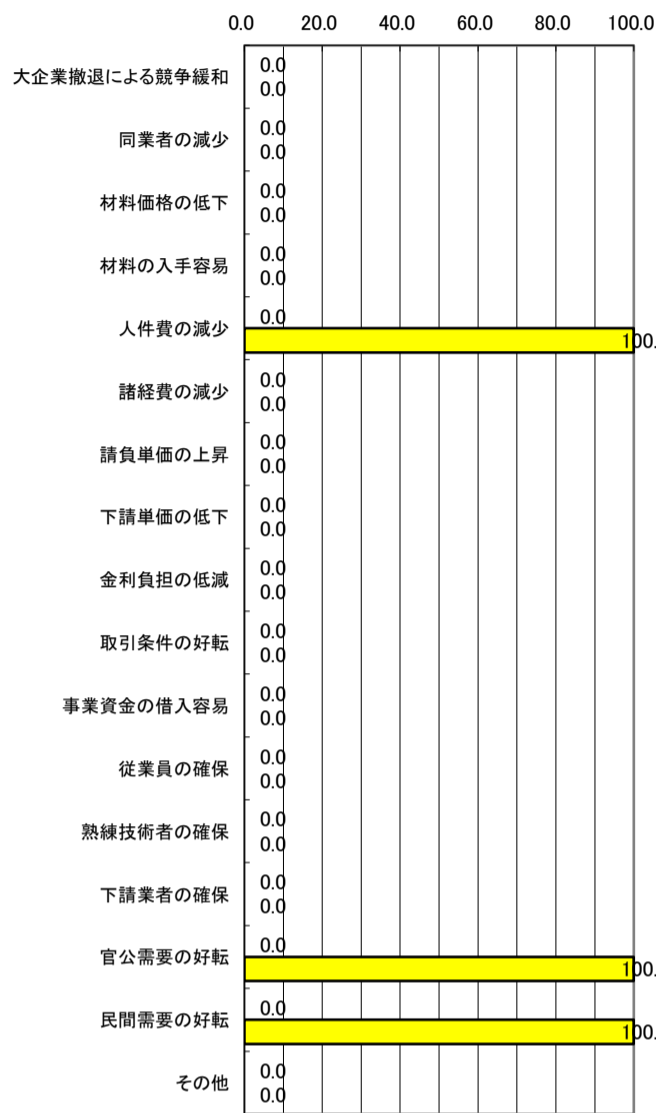 0.0 20.0 40.0 60.0 80.0 100.0
大企業撤退による競争緩和 0.0
0.0
同業者の減少 0.0
0.0
材料価格の低下 0.0
0.0
材料の入手容易 0.0
0.0
人件費の減少 0.0
100.
諸経費の減少 0.0
0.0
請負単価の上昇 0.0
0.0
下請単価の低下 0.0
0.0
金利負担の低減 0.0
0.0
取引条件の好転 0.0
0.0
事業資金の借入容易 0.0
0.0
従業員の確保 0.0
0.0
熟練技術者の確保 0.0
0.0
下請業者の確保 0.0
0.0
官公需要の好転 0.0
100.
民間需要の好転 0.0
100.
その他 0.0
0.0